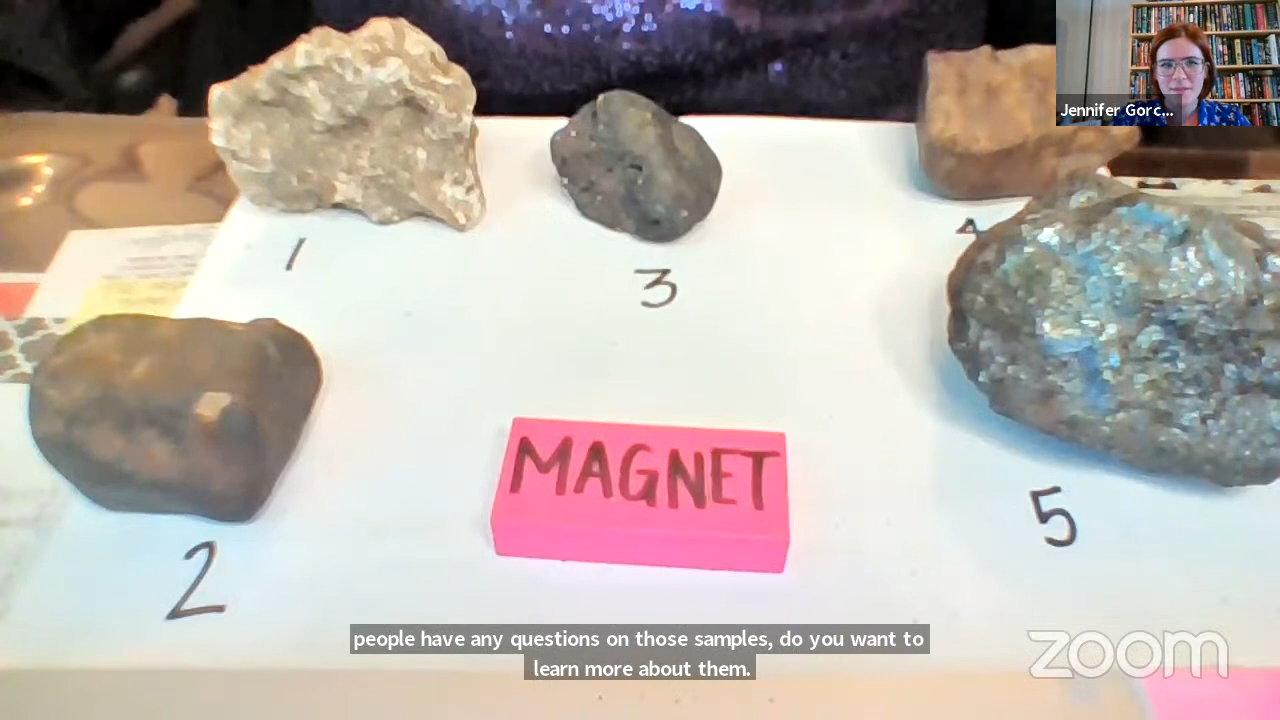 Jennifer Gorc...
1
3
4
2
MAGNET
5
people have any questions on those samples, do you want to
learn more about them.
zoom